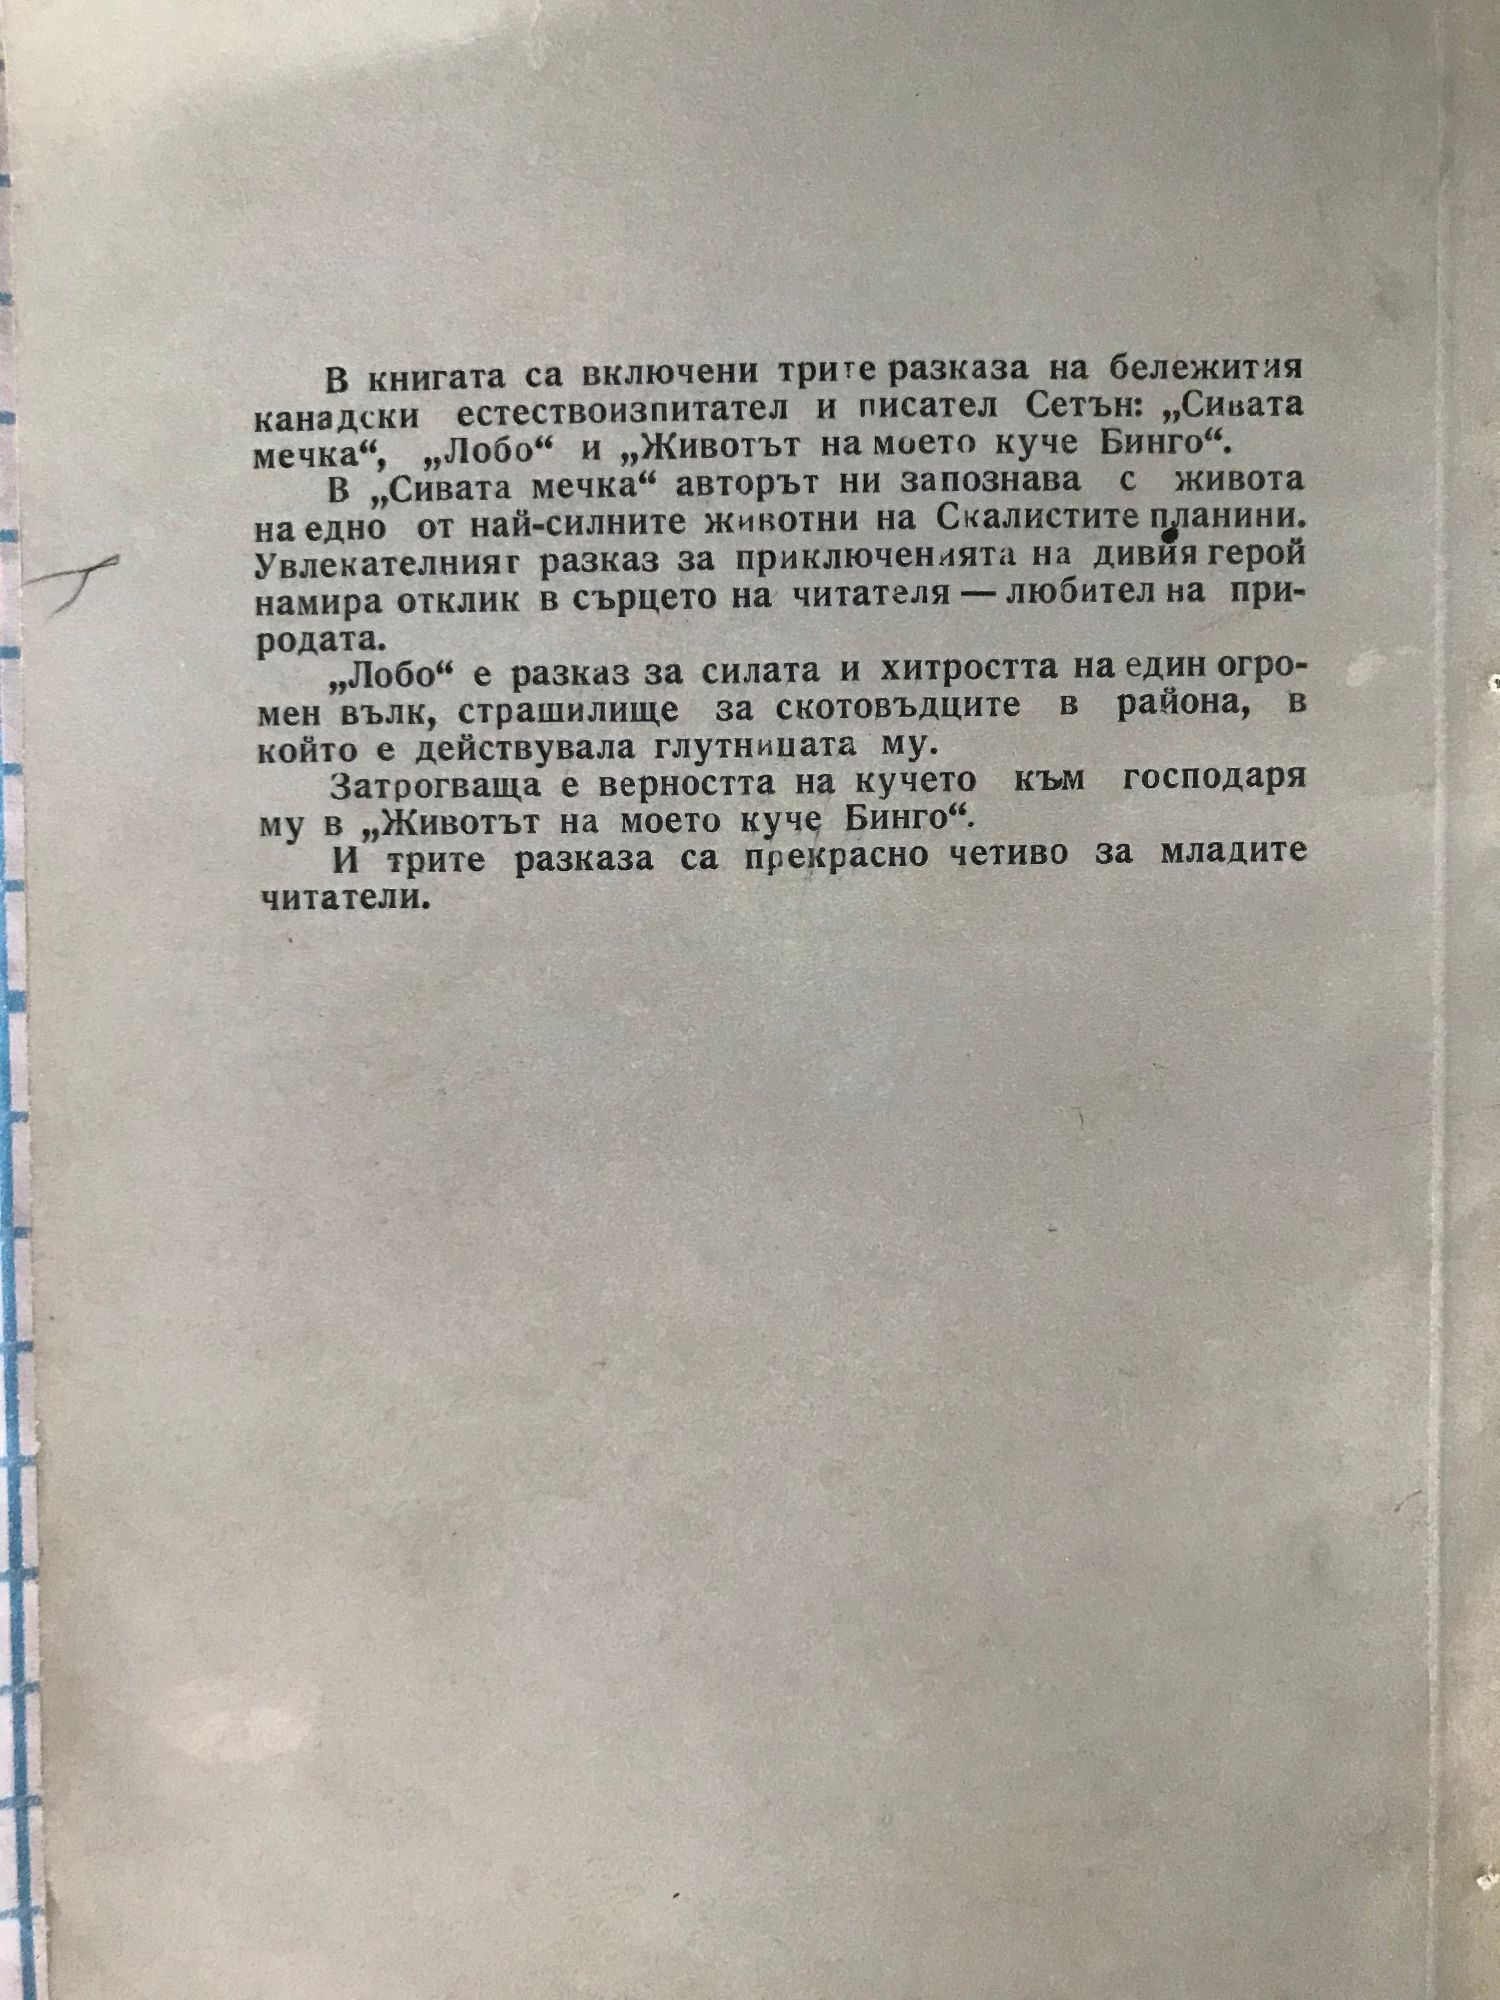 В книгата са включени трите разказа на бележития
канадски естествоизпитател и писател Сетън: „Сивата
мечка“, „Лобо“ и „Животът на моето куче Бинго“.
В „Сивата мечка“ авторът ни запознава с живота
на едно от най-силните животни на Скалистите планини.
Увлекателният разказ за приключенията на дивия герой
намира отклик в сърцето на читателя — любител на при-
родата.
„Лобо“ е разказ за силата и хитростта на един огро-
мен вълк, страшилище за скотовъдците в района, в
който е действувала глутницата му.
Затрогваща е верността на кучето към господаря
му в „Животът на моето куче Бинго“.
И трите разказа са прекрасно четиво за младите
читатели.